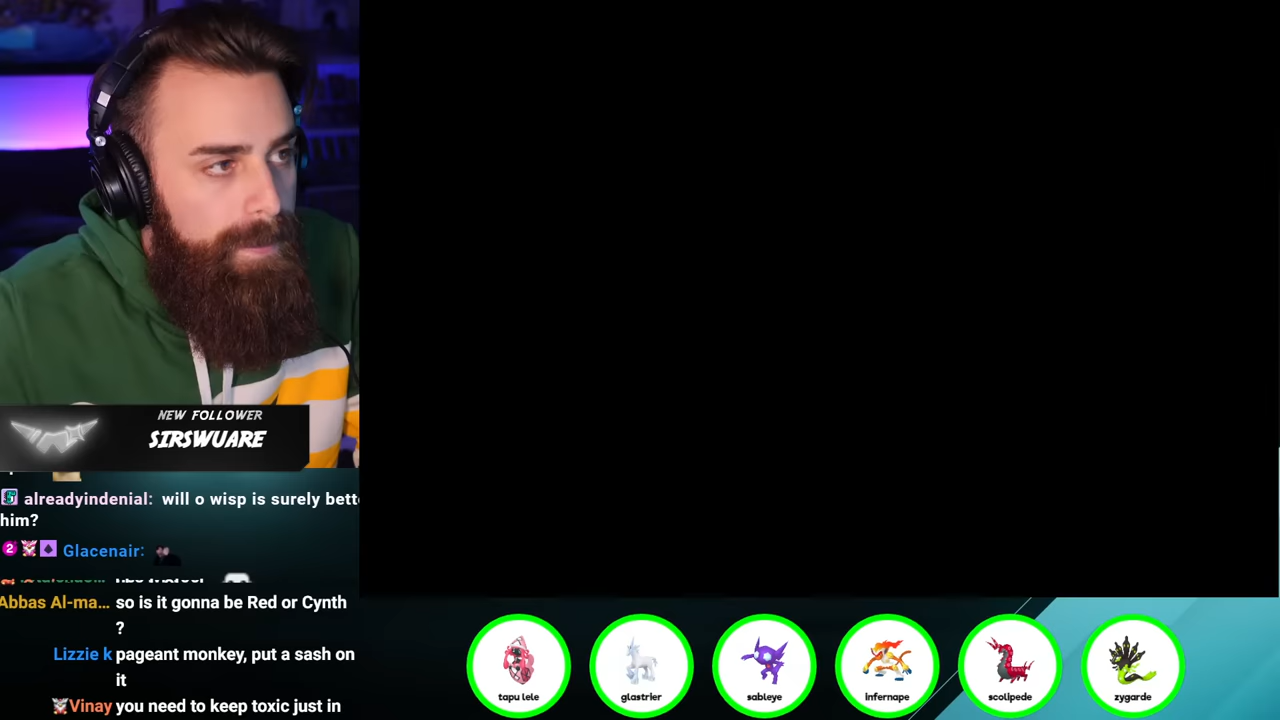 NEW FOLLOWER
SIRSWUARE
alreadyindenial: will o wisp is surely bett
him?
2 Glacenair:
Abbas Al-ma... so is it gonna be Red or Cynth
?
Lizzie k pageant monkey, put a sash on
it
Vinay you need to keep toxic just in
tapu lele
glastrier
sableye
infernape
scolipede
zygarde